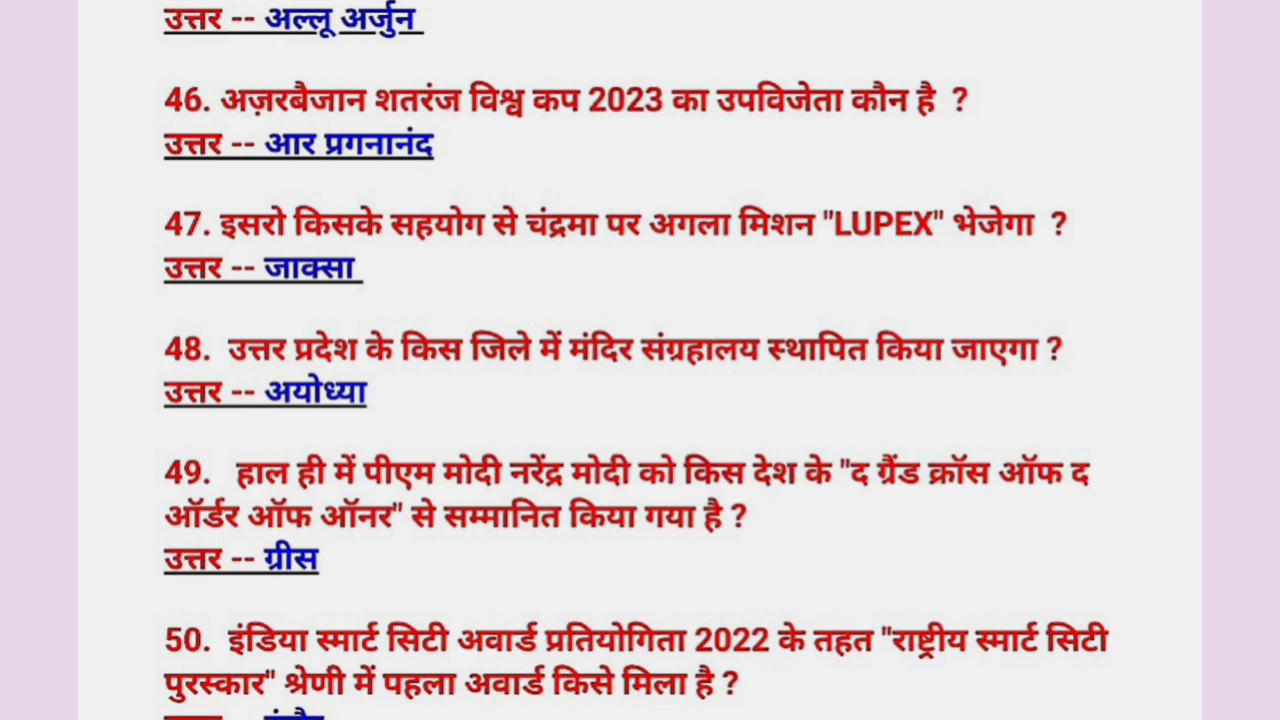 उत्तर -- अल्लू अर्जुन
46. अज़रबैजान शतरंज विश्व कप 2023 का उपविजेता कौन है ?
उत्तर -- आर प्रगनानंद
47. इसरो किसके सहयोग से चंद्रमा पर अगला मिशन "LUPEX" भेजेगा ?
उत्तर -- जाक्सा
48. उत्तर प्रदेश के किस जिले में मंदिर संग्रहालय स्थापित किया जाएगा ?
उत्तर -- अयोध्या
49. हाल ही में पीएम मोदी नरेंद्र मोदी को किस देश के "द ग्रैंड क्रॉस ऑफ द
ऑर्डर ऑफ ऑनर" से सम्मानित किया गया है ?
उत्तर -- ग्रीस
50. इंडिया स्मार्ट सिटी अवार्ड प्रतियोगिता 2022 के तहत "राष्ट्रीय स्मार्ट सिटी
पुरस्कार" श्रेणी में पहला अवार्ड किसे मिला है ?